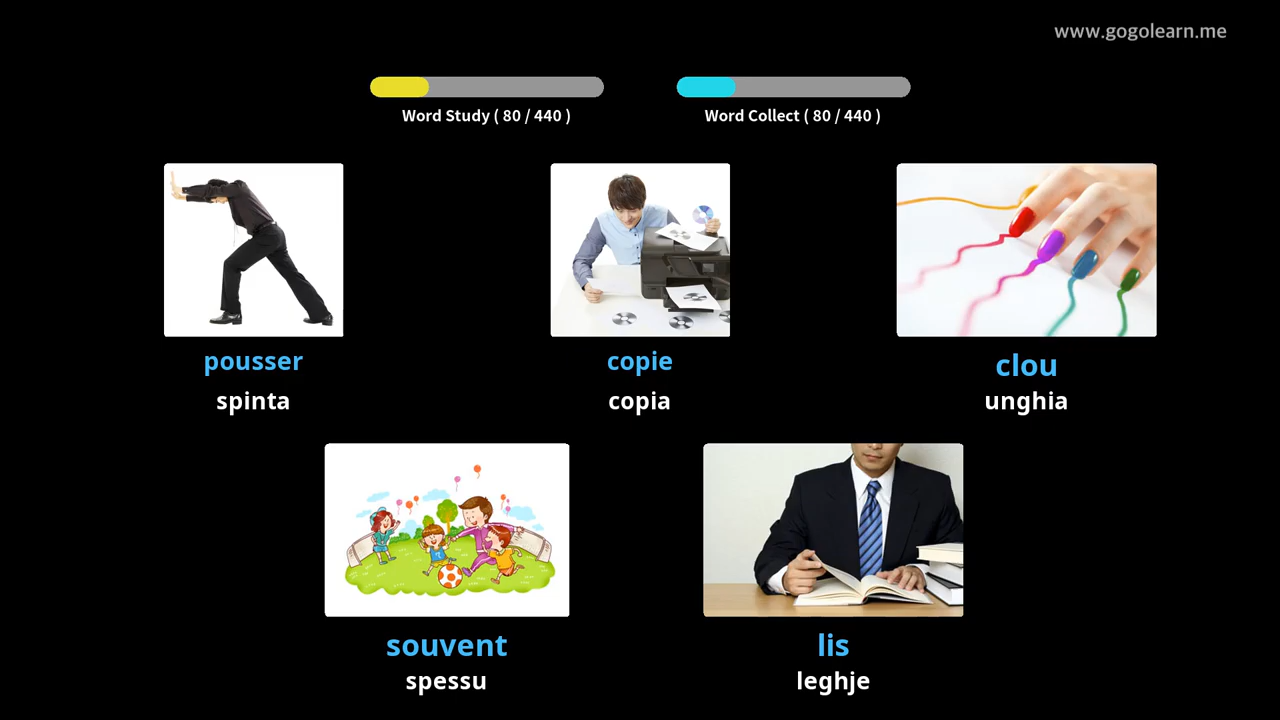 www.gogolearn.me
Word Study ( 80 / 440 )
Word Collect ( 80 / 440 )
pousser
spinta
copie
copia
clou
unghia
souvent
spessu
lis
leghje